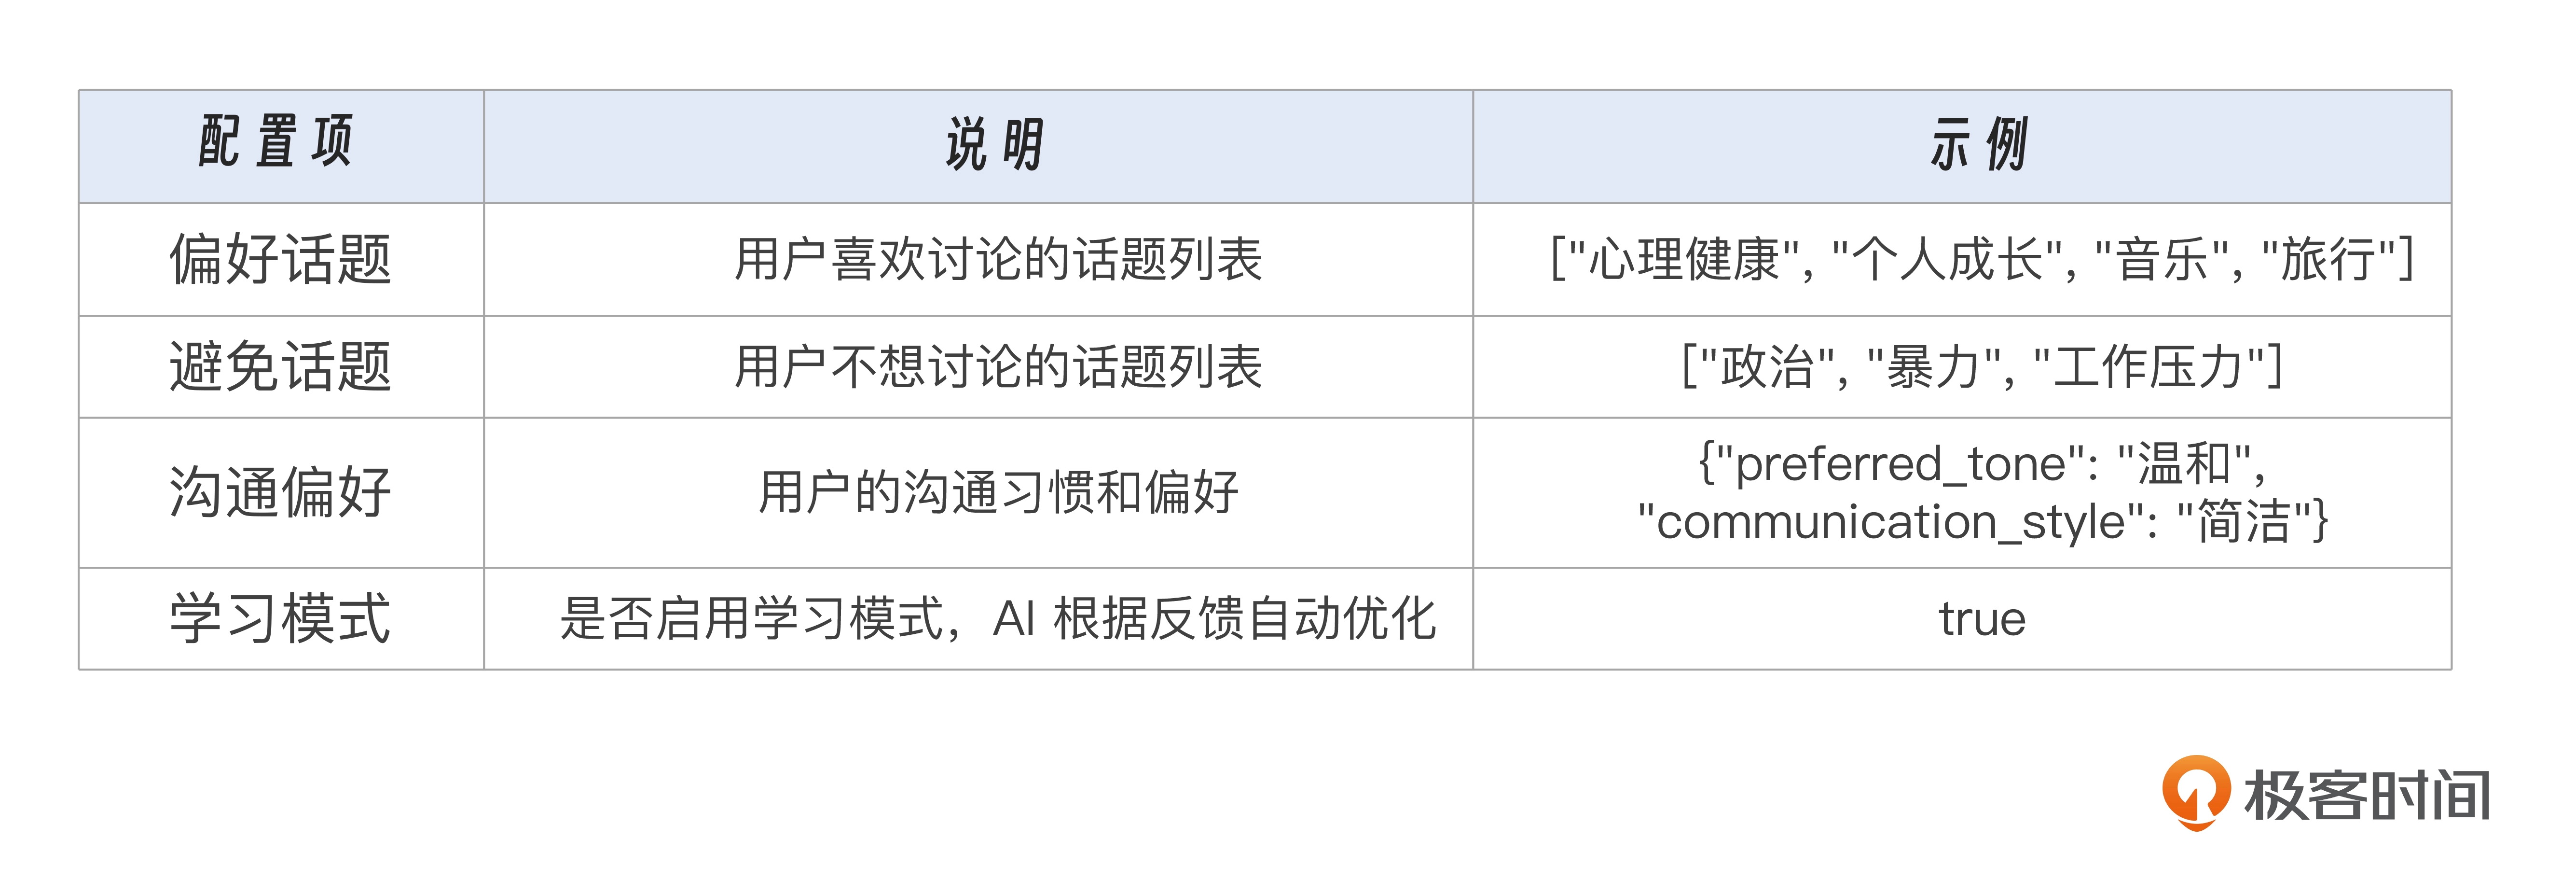 配置项 说明 示例
偏好话题 用户喜欢讨论的话题列表 ["心理健康", "个人成长", "音乐", "旅行"]
避免话题 用户不想讨论的话题列表 ["政治", "暴力", "工作压力"]
沟通偏好 用户的沟通习惯和偏好 {"preferred_tone": "温和",
"communication_style": "简洁"}
学习模式 是否启用学习模式，AI 根据反馈自动优化 true
极客时间